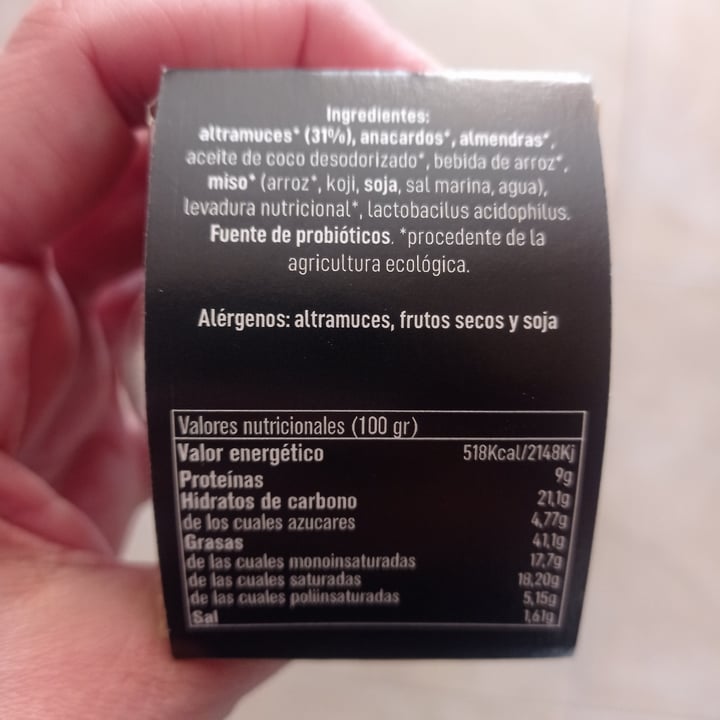 Ingredientes:
altramuces* (31%), anacardos*, almendras*,
aceite de coco desodorizado*, bebida de arroz*,
miso* (arroz*, koji, soja, sal marina, agua),
levadura nutricional*, lactobacilus acidophilus.
Fuente de probióticos. *procedente de la
agricultura ecológica.
Alérgenos: altramuces, frutos secos y soja
Valores nutricionales (100 gr)
Valor energético 518Kcal/2148Kj
Proteínas 9g
Hidratos de carbono 21,1g
de los cuales azucares 4,77g
Grasas 41,1g
de las cuales monoinsaturadas 17,7g
de las cuales saturadas 18,20g
de las cuales poliinsaturadas 5,15g
Sal 1,61g